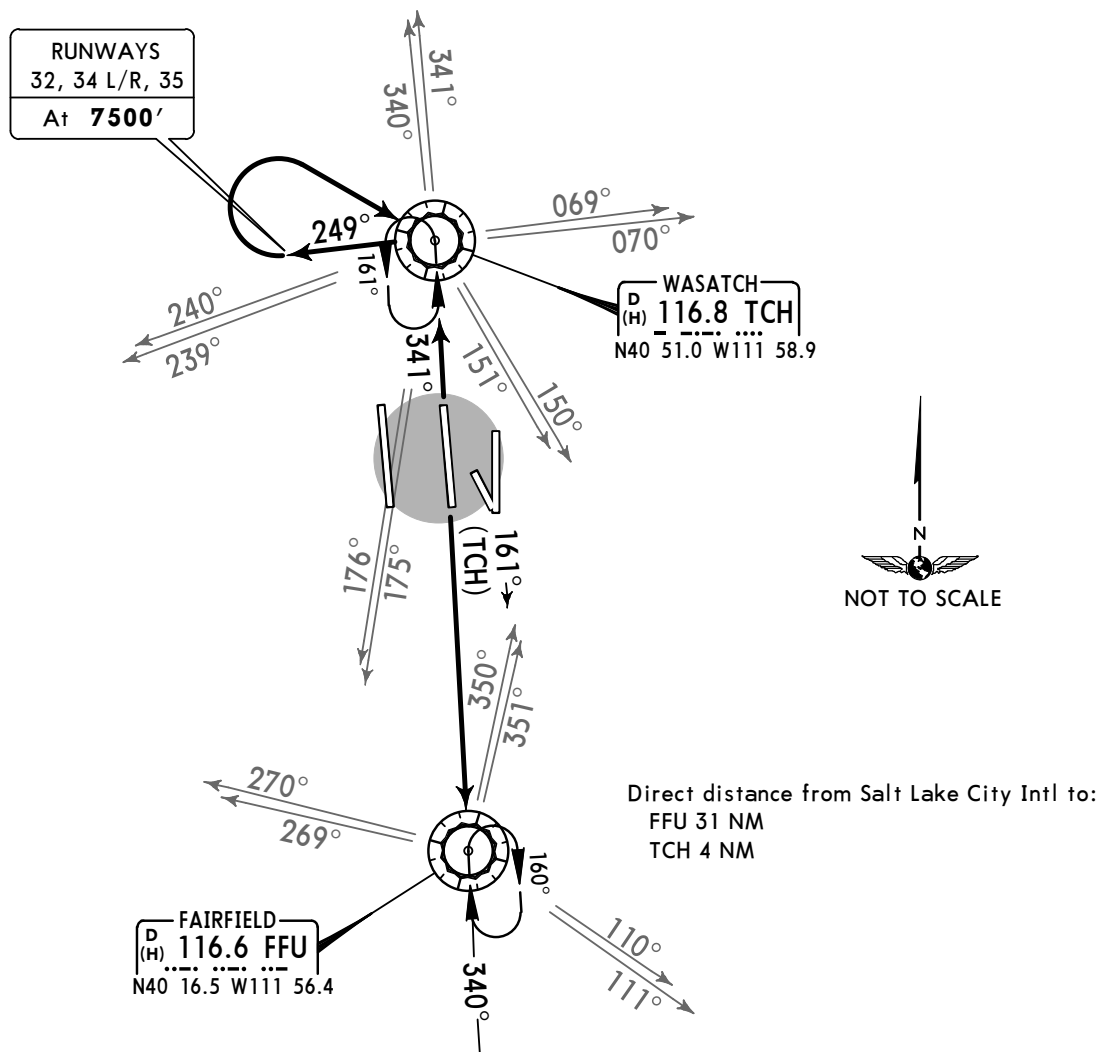 RUNWAYS
32, 34 L/R, 35
At 7500′
341°
340°
069°
070°
249°
161°
240°
239°
341°
151°
150°
WASATCH
D
(H) 116.8 TCH
N40 51.0 W111 58.9
176°
175°
161°
(TCH)
N
NOT TO SCALE
350°
351°
270°
269°
160°
110°
111°
340°
Direct distance from Salt Lake City Intl to:
FFU 31 NM
TCH 4 NM
FAIRFIELD
D
(H) 116.6 FFU
N40 16.5 W111 56.4